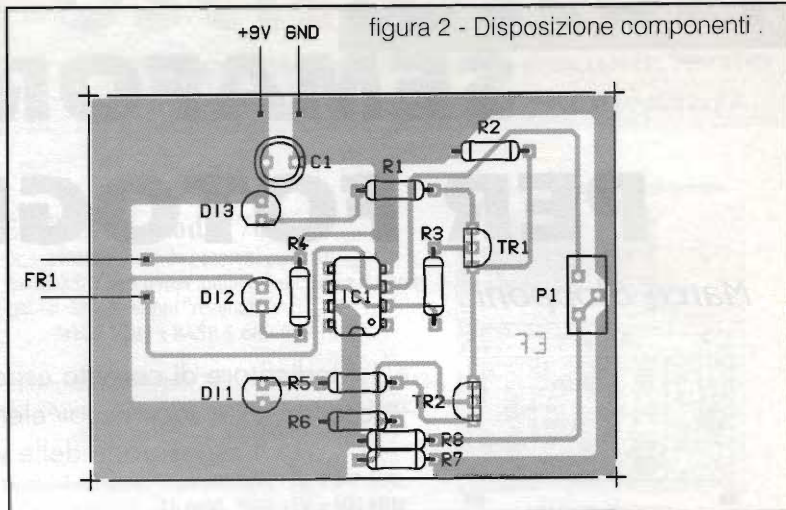 figura 2 - Disposizione componenti .
+9V GND
C1
R2
R1
DI3
R4
R3
TR1
FR1
DI2
IC1
P1
DI1
R5
TR2
R6
R8
R7